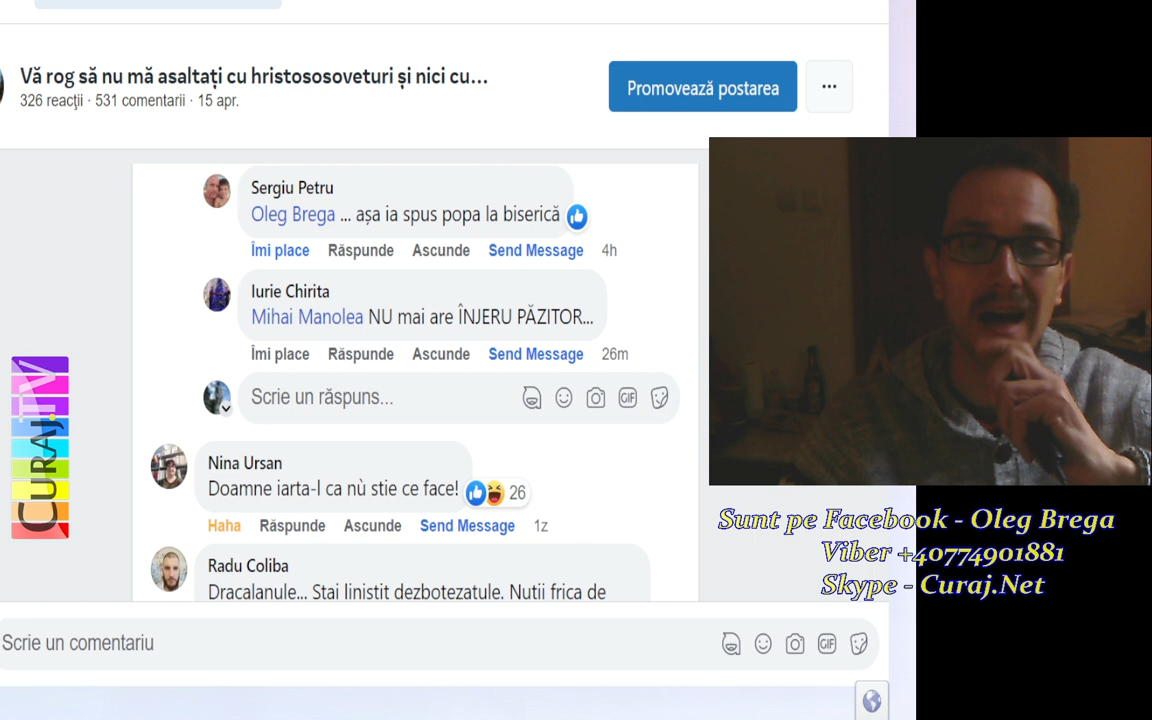 Vă rog să nu mă asaltați cu hristososoveturi și nici cu...
326 reacții · 531 comentarii · 15 apr.
Promovează postarea
Sergiu Petru
Oleg Brega ... așa ia spus popa la biserică
Îmi place Răspunde Ascunde Send Message 4h
Iurie Chirita
Mihai Manolea NU mai are ÎNJERU PĂZITOR...
Îmi place Răspunde Ascunde Send Message 26m
Scrie un răspuns...
GIF
Nina Ursan
Doamne iarta-l ca nù stie ce face!
26
Haha Răspunde Ascunde Send Message 1z
Radu Coliba
Dracalanule... Stai linistit dezbotezatule. Nutii frica de
Scrie un comentariu
GIF
CURAJ.TV
Sunt pe Facebook - Oleg Brega
Viber +40774901881
Skype - Curaj.Net